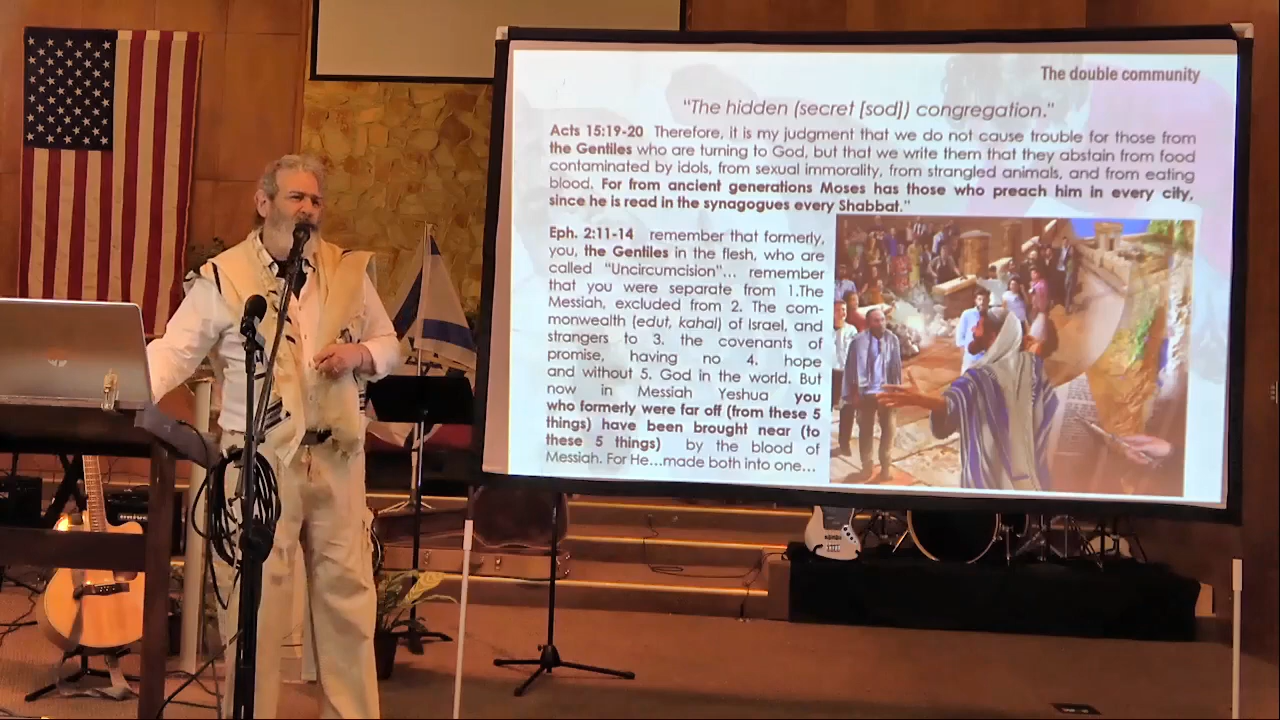 The double community
"The hidden (secret [sod]) congregation."
Acts 15:19-20 Therefore, it is my judgment that we do not cause trouble for those from
the Gentiles who are turning to God, but that we write them that they abstain from food
contaminated by idols, from sexual immorality, from strangled animals, and from eating
blood. For from ancient generations Moses has those who preach him in every city,
since he is read in the synagogues every Shabbat."
Eph. 2:11-14 remember that formerly,
you, the Gentiles in the flesh, who are
called "Uncircumcision"... remember
that you were separate from 1.The
Messiah, excluded from 2. The com-
monwealth (edut, kahal) of Israel, and
strangers to 3. the covenants of
promise, having no 4. hope
and without 5. God in the world. But
now in Messiah Yeshua you
who formerly were far off (from these 5
things) have been brought near (to
these 5 things) by the blood of
Messiah. For He...made both into one...